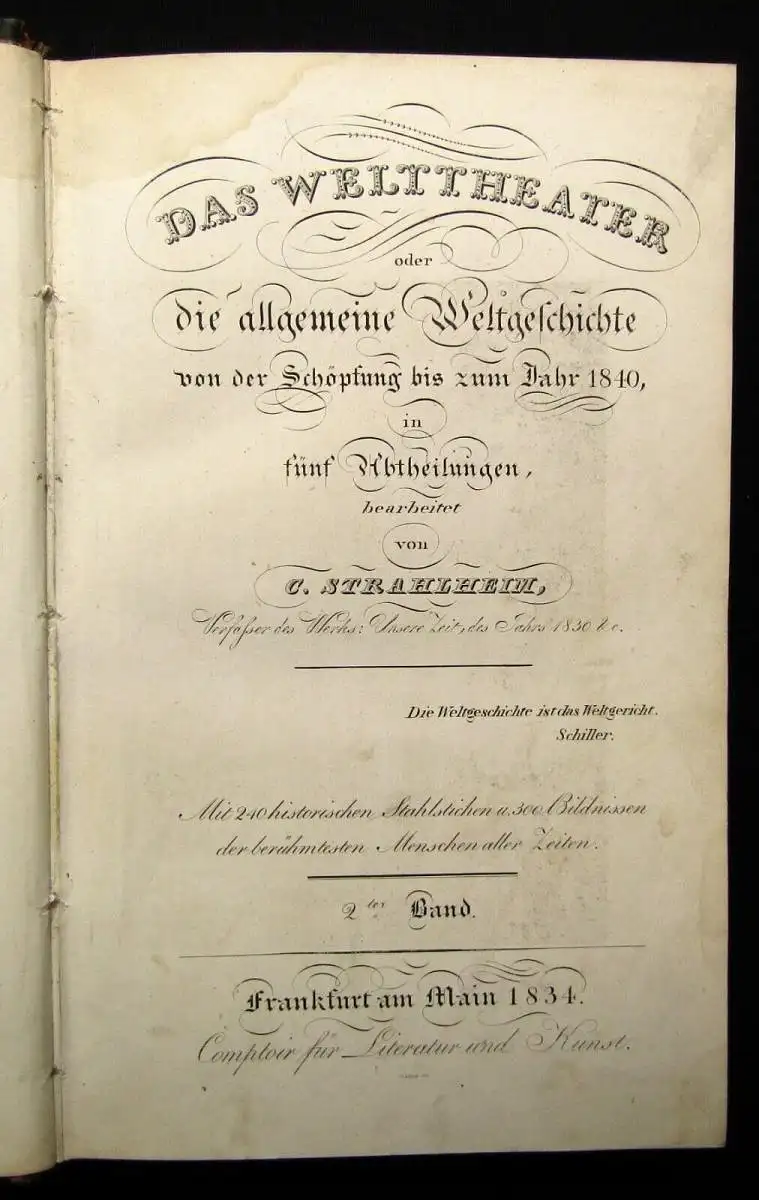 DAS WELTTHEATER
oder
die allgemeine Weltgeschichte
von der Schöpfung bis zum Jahr 1840,
in
fünf Abtheilungen,
bearbeitet
von
C. STRAHLHEIM,
Verfasser des Werks: Unsere Zeit, des Jahrs 1830 &c.
Die Weltgeschichte ist das Weltgericht.
Schiller.
Mit 240 historischen Stahlstichen u. 300 Bildnissen
der berühmtesten Menschen aller Zeiten.
2ter Band.
Frankfurt am Main 1834.
Comptoir für Literatur und Kunst.